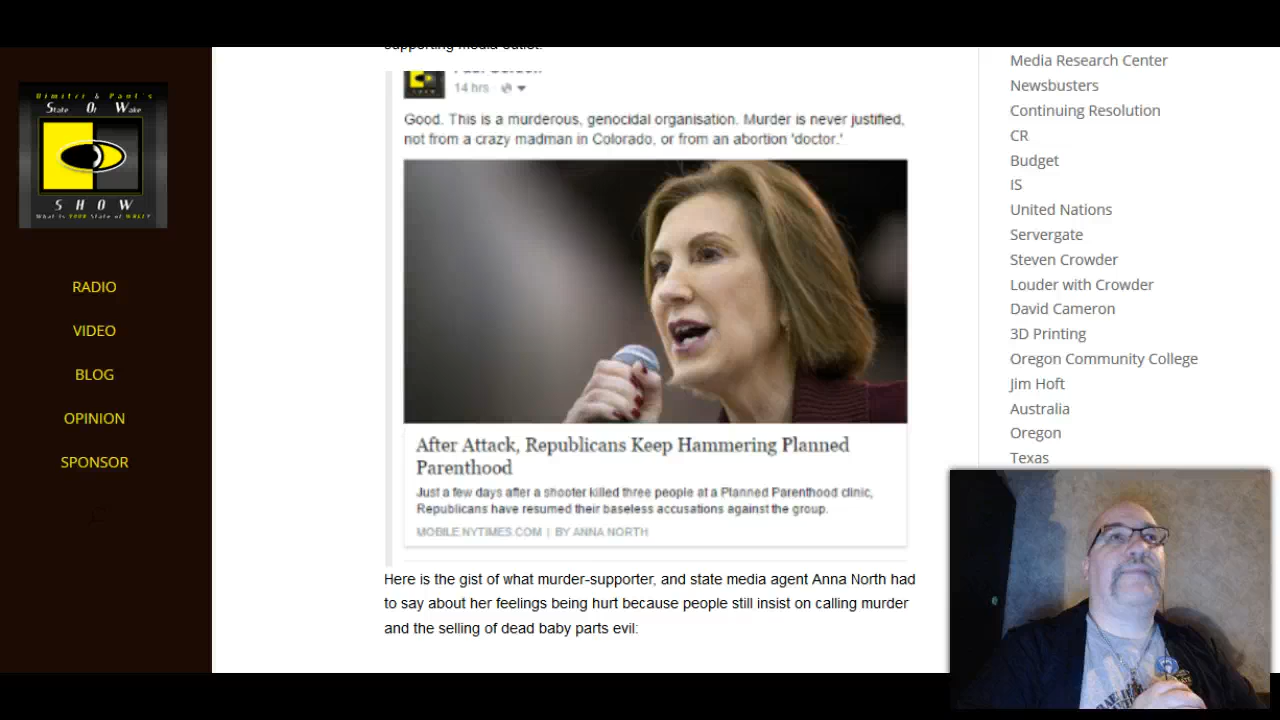 Dimiter & Paul's
State Of Wake
SHOW
What Is YOUR State of WAKE?
RADIO
VIDEO
BLOG
OPINION
SPONSOR
supporting media outlet.
14 hrs
Good. This is a murderous, genocidal organisation. Murder is never justified,
not from a crazy madman in Colorado, or from an abortion 'doctor.'
After Attack, Republicans Keep Hammering Planned
Parenthood
Just a few days after a shooter killed three people at a Planned Parenthood clinic,
Republicans have resumed their baseless accusations against the group.
MOBILE.NYTIMES.COM | BY ANNA NORTH
Here is the gist of what murder-supporter, and state media agent Anna North had
to say about her feelings being hurt because people still insist on calling murder
and the selling of dead baby parts evil:
Media Research Center
Newsbusters
Continuing Resolution
CR
Budget
IS
United Nations
Servergate
Steven Crowder
Louder with Crowder
David Cameron
3D Printing
Oregon Community College
Jim Hoft
Australia
Oregon
Texas